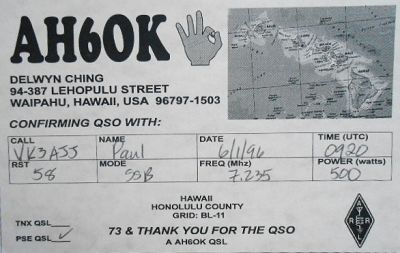 AH6OK
DELWYN CHING
94-387 LEHOPULU STREET
WAIPAHU, HAWAII, USA 96797-1503
CONFIRMING QSO WITH:
CALL NAME DATE TIME (UTC)
VK3AJJ Paul 6/1/96 0920
RST MODE FREQ (Mhz) POWER (watts)
58 SSB 7.235 500
HAWAII
HONOLULU COUNTY
GRID: BL-11
TNX QSL
PSE QSL ✓
73 & THANK YOU FOR THE QSO
A AH6OK QSL
A
R R
L